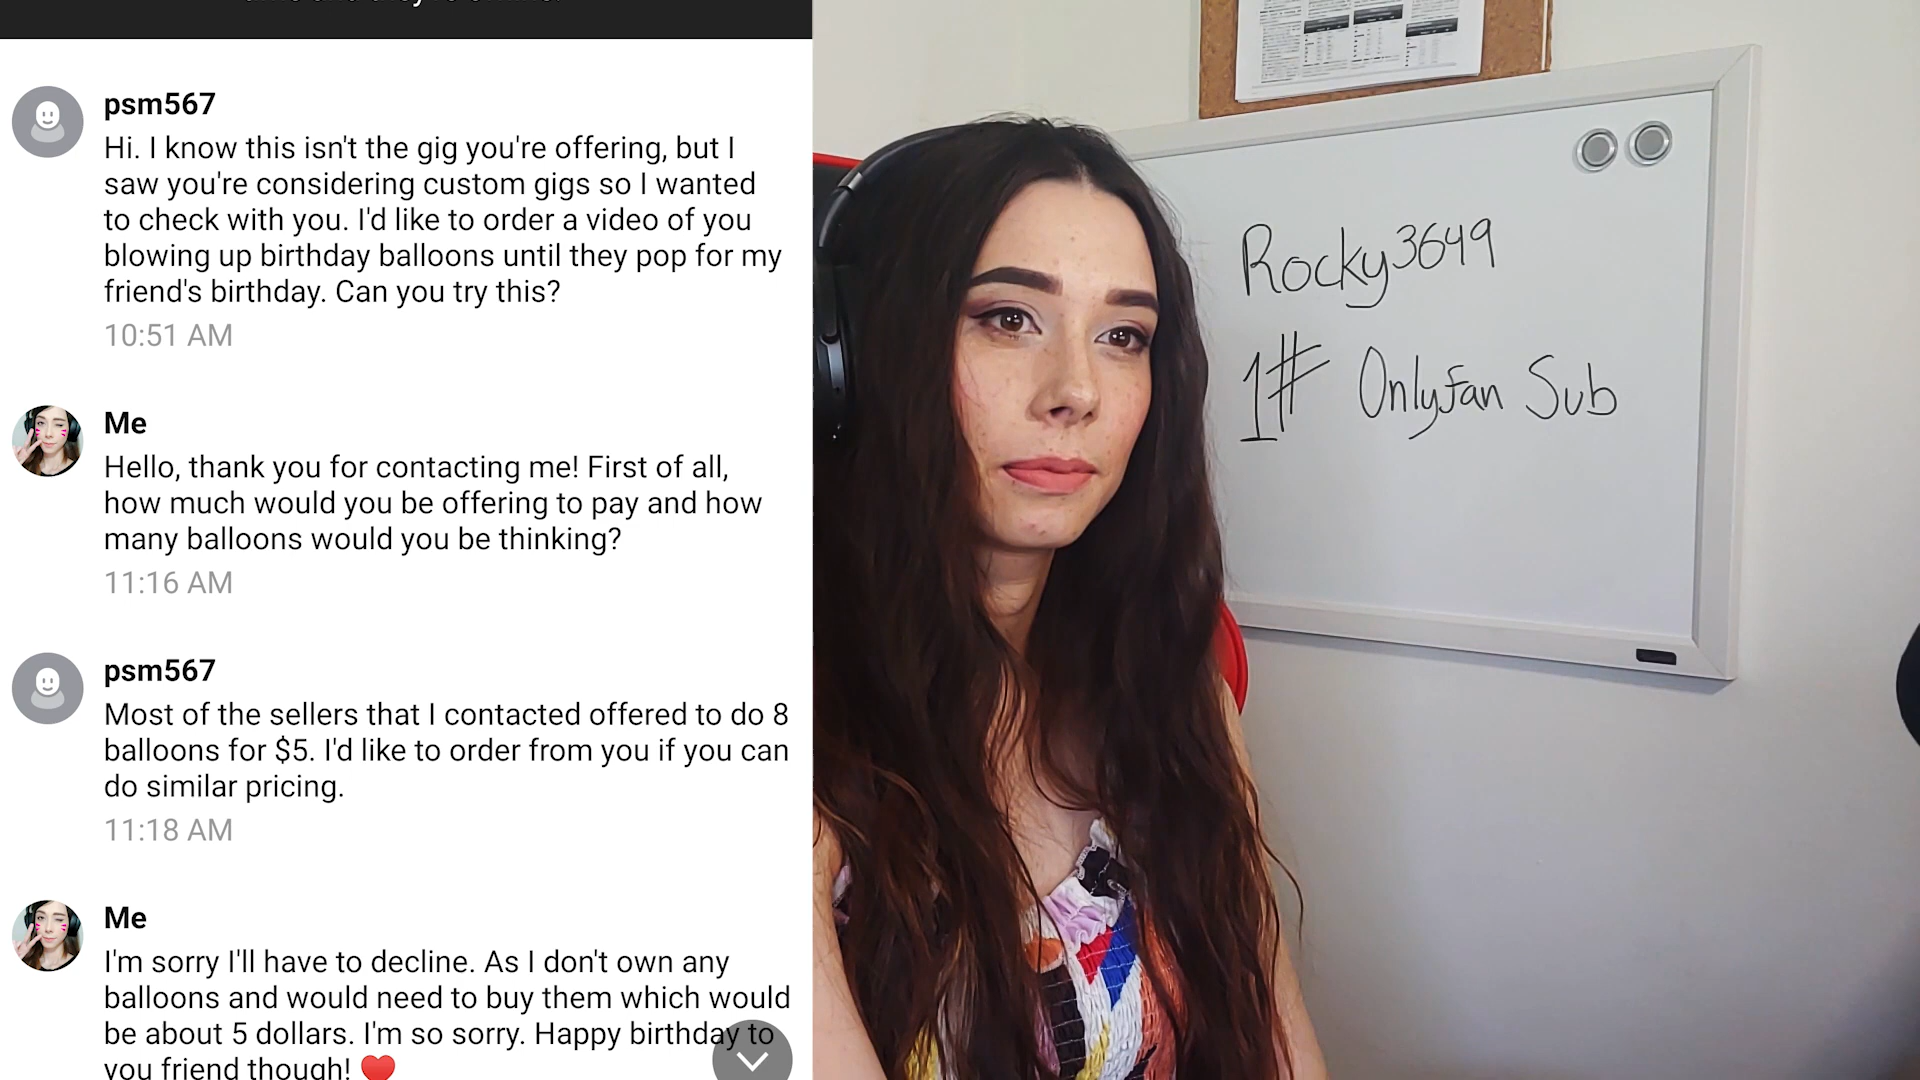 psm567
Hi. I know this isn't the gig you're offering, but I
saw you're considering custom gigs so I wanted
to check with you. I'd like to order a video of you
blowing up birthday balloons until they pop for my
friend's birthday. Can you try this?
10:51 AM
Me
Hello, thank you for contacting me! First of all,
how much would you be offering to pay and how
many balloons would you be thinking?
11:16 AM
psm567
Most of the sellers that I contacted offered to do 8
balloons for $5. I'd like to order from you if you can
do similar pricing.
11:18 AM
Me
I'm sorry I'll have to decline. As I don't own any
balloons and would need to buy them which would
be about 5 dollars. I'm so sorry. Happy birthday to
you friend though! ❤️
Rocky3649
1# Onlyfan Sub